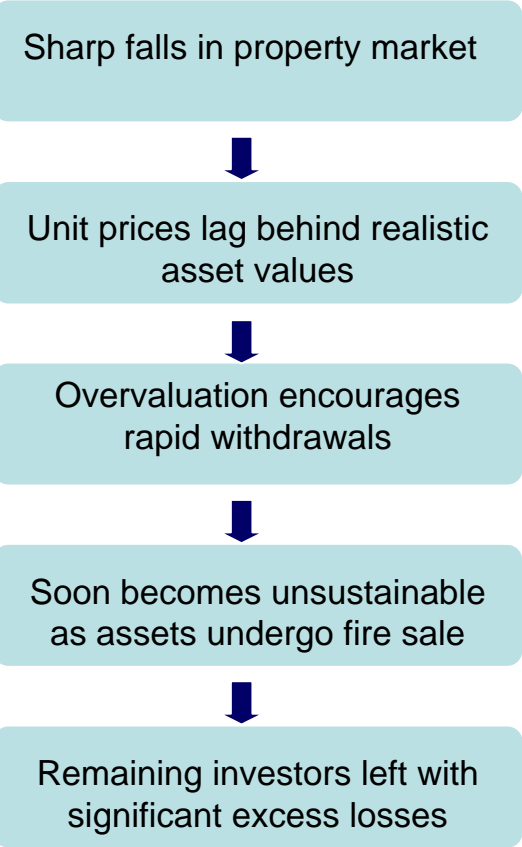 Sharp falls in property market
Unit prices lag behind realistic
asset values
Overvaluation encourages
rapid withdrawals
Soon becomes unsustainable
as assets undergo fire sale
Remaining investors left with
significant excess losses